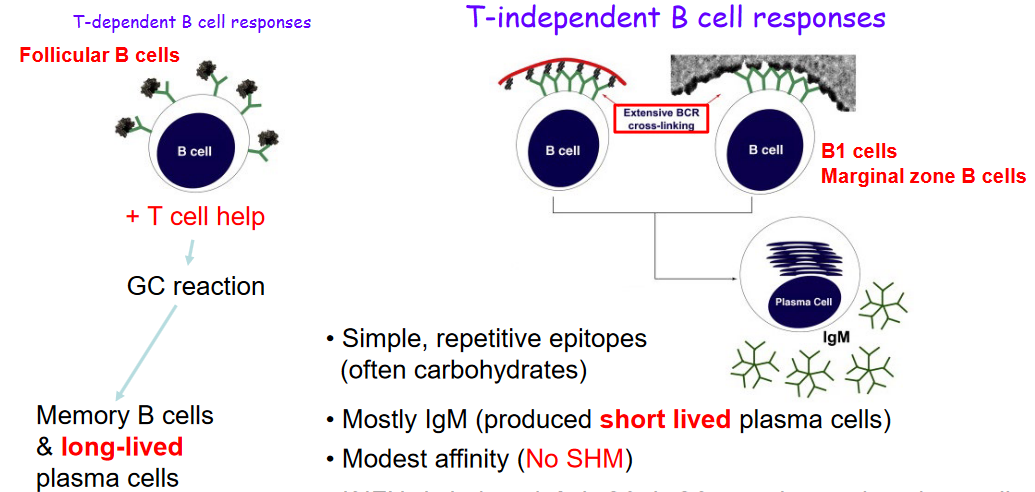 T-dependent B cell responses
Follicular B cells
B cell
+ T cell help
GC reaction
Memory B cells
& long-lived
plasma cells
T-independent B cell responses
Extensive BCR
cross-linking
B cell
B cell
B1 cells
Marginal zone B cells
Plasma Cell
IgM
• Simple, repetitive epitopes
(often carbohydrates)
• Mostly IgM (produced short lived plasma cells)
• Modest affinity (No SHM)